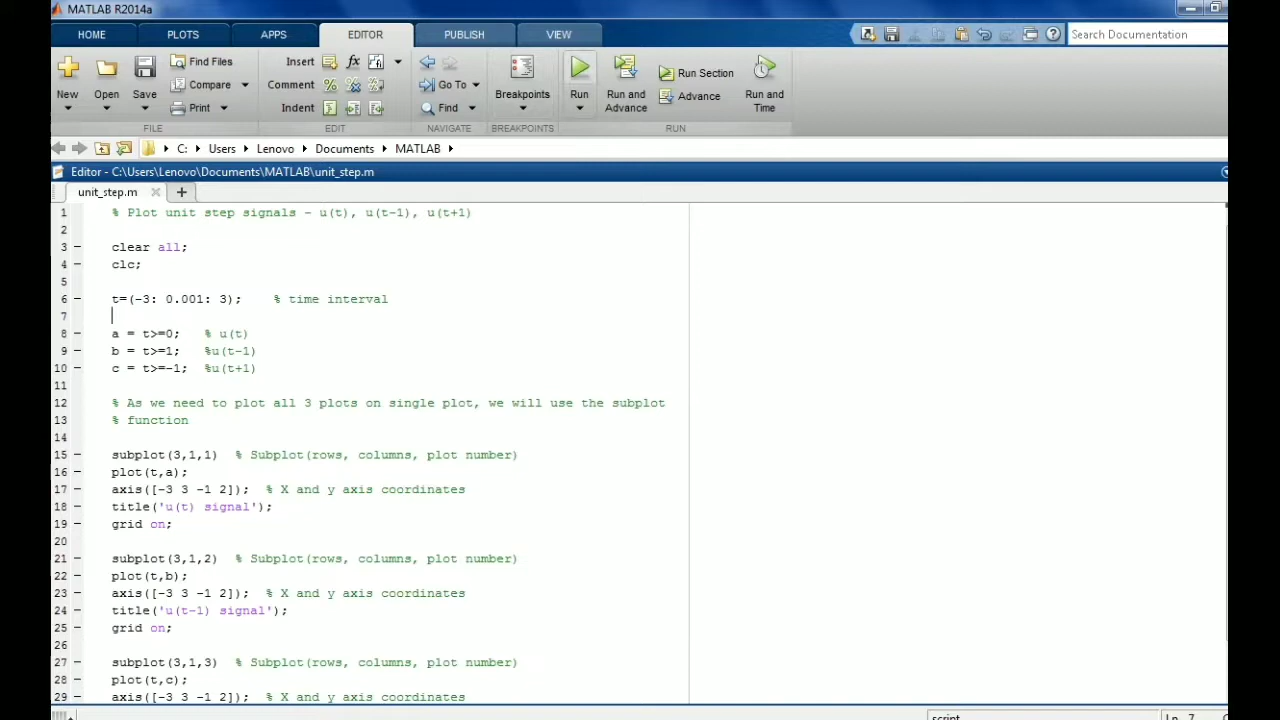 MATLAB R2014a
HOME PLOTS APPS EDITOR PUBLISH VIEW Search Documentation
New Open Save Find Files Compare Print
Insert fx Comment Indent
Go To Find
Breakpoints
Run Run and Advance Run Section Advance Run and Time
FILE EDIT NAVIGATE BREAKPOINTS RUN
C: Users Lenovo Documents MATLAB
Editor - C:\Users\Lenovo\Documents\MATLAB\unit_step.m
unit_step.m
1 % Plot unit step signals - u(t), u(t-1), u(t+1)
2
3 clear all;
4 clc;
5
6 t=(-3: 0.001: 3); % time interval
7
8 a = t>=0; % u(t)
9 b = t>=1; %u(t-1)
10 c = t>=-1; %u(t+1)
11
12 % As we need to plot all 3 plots on single plot, we will use the subplot
13 % function
14
15 subplot(3,1,1) % Subplot(rows, columns, plot number)
16 plot(t,a);
17 axis([-3 3 -1 2]); % X and y axis coordinates
18 title('u(t) signal');
19 grid on;
20
21 subplot(3,1,2) % Subplot(rows, columns, plot number)
22 plot(t,b);
23 axis([-3 3 -1 2]); % X and y axis coordinates
24 title('u(t-1) signal');
25 grid on;
26
27 subplot(3,1,3) % Subplot(rows, columns, plot number)
28 plot(t,c);
29 axis([-3 3 -1 2]); % X and y axis coordinates
script Ln 7